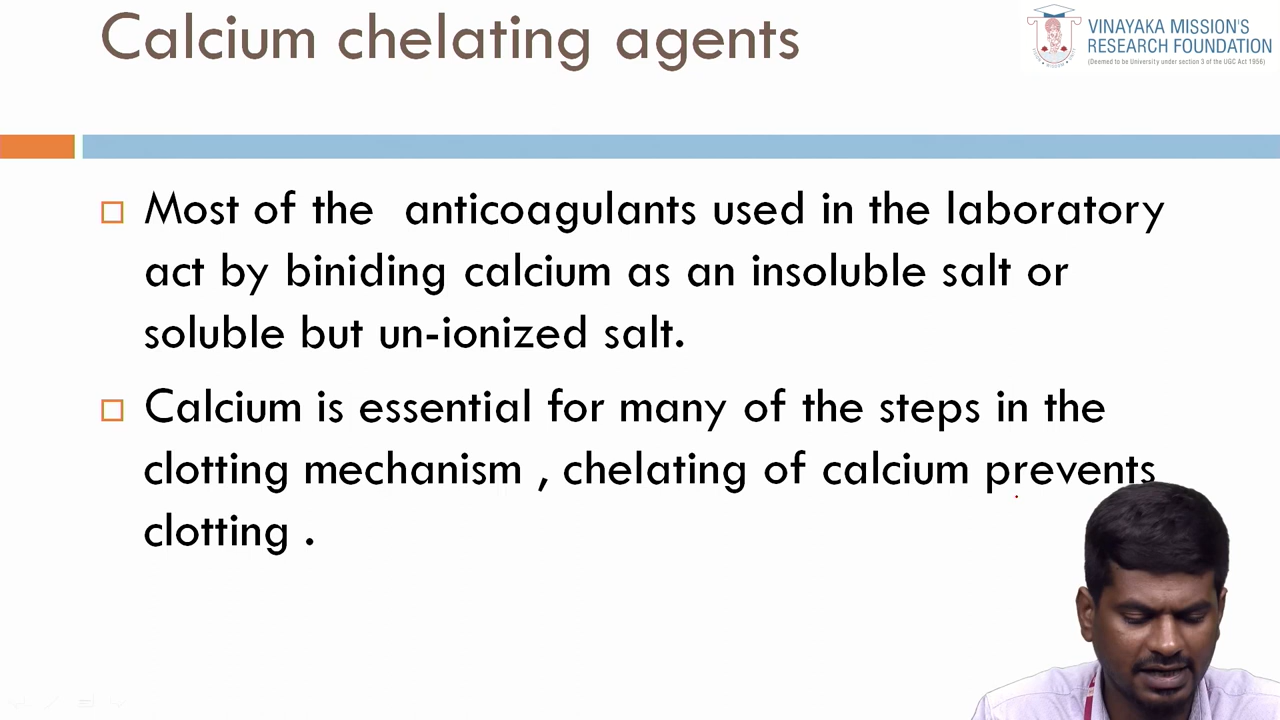 Calcium chelating agents
VINAYAKA MISSION'S
RESEARCH FOUNDATION
(Deemed to be University under section 3 of the UGC Act 1956)
Most of the anticoagulants used in the laboratory
act by biniding calcium as an insoluble salt or
soluble but un-ionized salt.
Calcium is essential for many of the steps in the
clotting mechanism , chelating of calcium prevents
clotting .